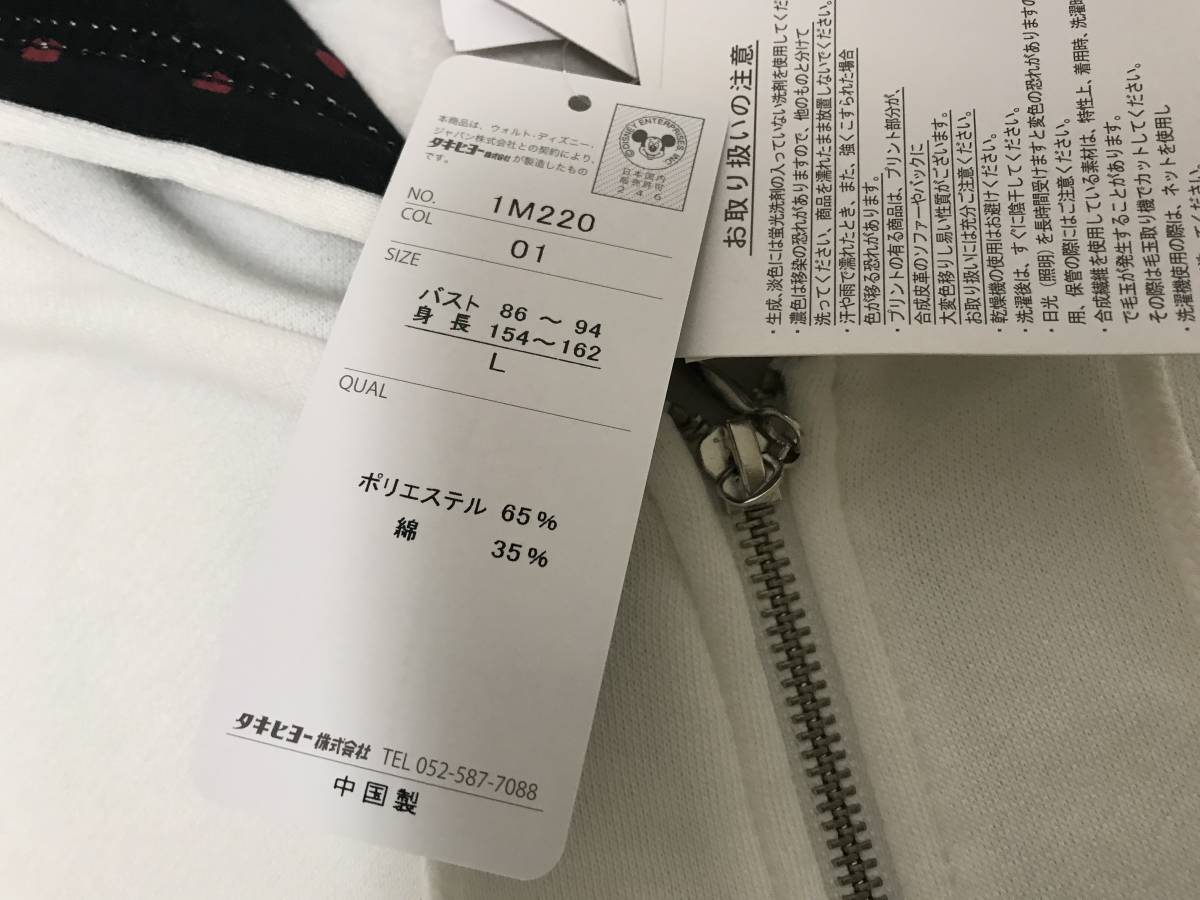 本商品は、ウォルト・ディズニー・
ジャパン株式会社との契約により、
タキヒヨー株式会社が製造したもの
です。
©DISNEY ENTERPRISES INC.
日本国内
販売許可
246
NO. 1M220
COL 01
SIZE
バスト 86 ～ 94
身長 154～162
L
QUAL
ポリエステル 65%
綿 35%
タキヒヨー株式会社 TEL 052-587-7088
中国製
お取り扱いの注意
・生成、淡色には蛍光洗剤の入っていない洗剤を使用してくだ
・濃色は移染の恐れがありますので、他のものと分けて
洗ってください、商品を濡れたまま放置しないでください。
・汗や雨で濡れたとき、また、強くこすられた場合
色が移る恐れがあります。
・プリントの有る商品は、プリント部分が、
合成皮革のソファーやバックに
大変色移りし易い性質がございます。
お取り扱いには充分ご注意ください。
・乾燥機の使用はお避けください。
・洗濯後は、すぐに陰干してください。
・日光（照明）を長時間受けますと変色の恐れがありますの
用、保管の際にはご注意ください。
・合成繊維を使用している素材は、特性上、着用時、洗濯時
で毛玉が発生することがあります。
その際は毛玉取り機でカットしてください。
・洗濯機使用の際は、ネットを使用し
ください。